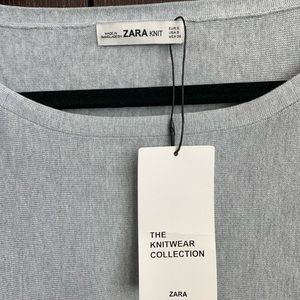 MADE IN
BANGLADESH
ZARA KNIT
EUR S
USA S
MEX 26
THE
KNITWEAR
COLLECTION
ZARA